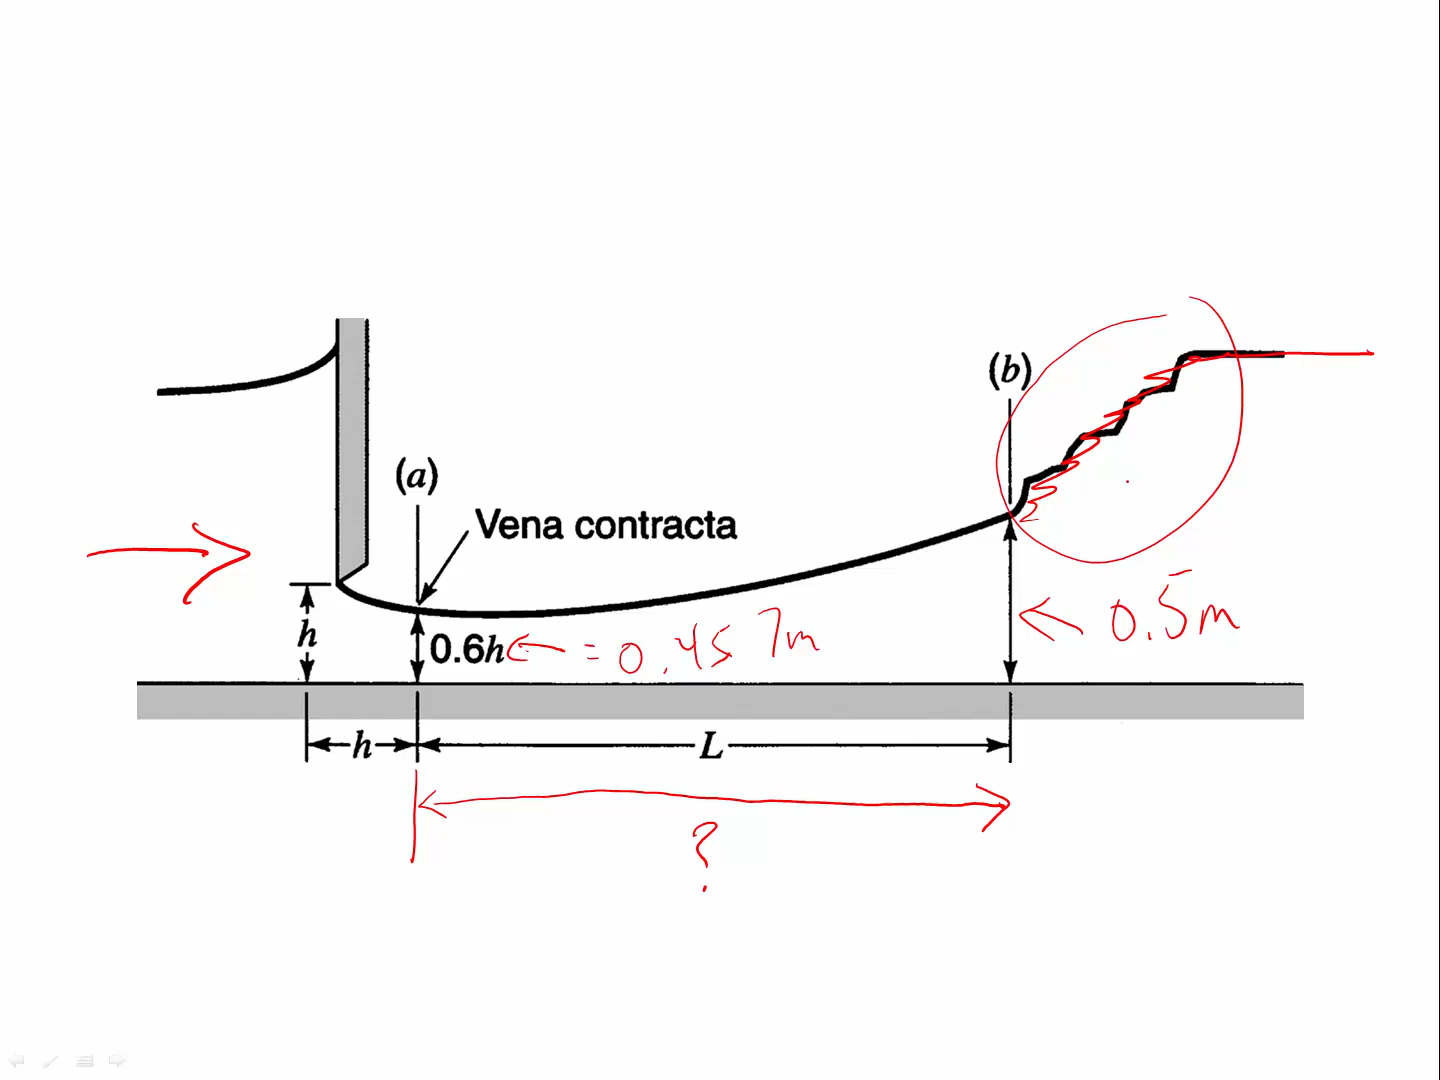 (b)
(a)
Vena contracta
h
0.6h ← = 0.457m
← 0.5m
h
L
?